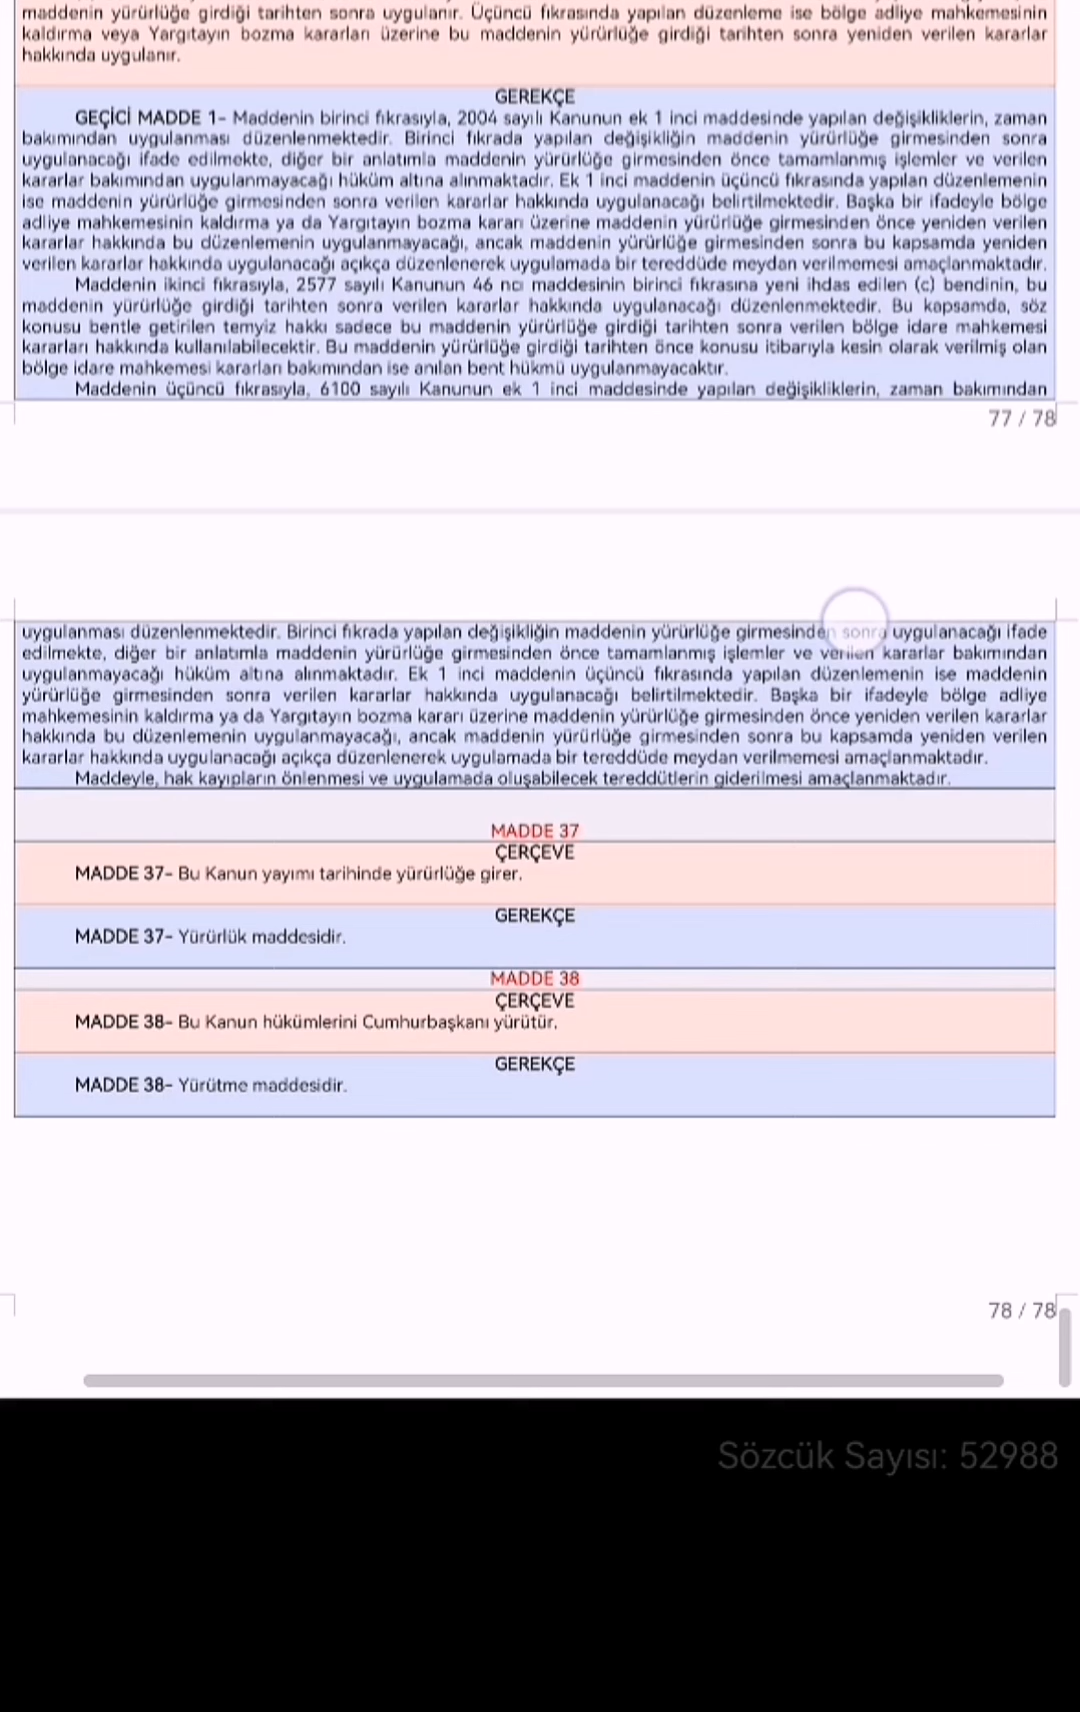 maddenin yürürlüğe girdiği tarihten sonra uygulanır. Üçüncü fıkrasında yapılan düzenleme ise bölge adliye mahkemesinin
kaldırma veya Yargıtayın bozma kararları üzerine bu maddenin yürürlüğe girdiği tarihten sonra yeniden verilen kararlar
hakkında uygulanır.
GEREKÇE
GEÇİCİ MADDE 1- Maddenin birinci fıkrasıyla, 2004 sayılı Kanunun ek 1 inci maddesinde yapılan değişikliklerin, zaman
bakımından uygulanması düzenlenmektedir. Birinci fıkrada yapılan değişikliğin maddenin yürürlüğe girmesinden sonra
uygulanacağı ifade edilmekte, diğer bir anlatımla maddenin yürürlüğe girmesinden önce tamamlanmış işlemler ve verilen
kararlar bakımından uygulanmayacağı hüküm altına alınmaktadır. Ek 1 inci maddenin üçüncü fıkrasında yapılan düzenlemenin
ise maddenin yürürlüğe girmesinden sonra verilen kararlar hakkında uygulanacağı belirtilmektedir. Başka bir ifadeyle bölge
adliye mahkemesinin kaldırma ya da Yargıtayın bozma kararı üzerine maddenin yürürlüğe girmesinden önce yeniden verilen
kararlar hakkında bu düzenlemenin uygulanmayacağı, ancak maddenin yürürlüğe girmesinden sonra bu kapsamda yeniden
verilen kararlar hakkında uygulanacağı açıkça düzenlenerek uygulamada bir tereddüde meydan verilmemesi amaçlanmaktadır.
Maddenin ikinci fıkrasıyla, 2577 sayılı Kanunun 46 ncı maddesinin birinci fıkrasına yeni ihdas edilen (c) bendinin, bu
maddenin yürürlüğe girdiği tarihten sonra verilen kararlar hakkında uygulanacağı düzenlenmektedir. Bu kapsamda, söz
konusu bentle getirilen temyiz hakkı sadece bu maddenin yürürlüğe girdiği tarihten sonra verilen bölge idare mahkemesi
kararları hakkında kullanılabilecektir. Bu maddenin yürürlüğe girdiği tarihten önce konusu itibarıyla kesin olarak verilmiş olan
bölge idare mahkemesi kararları bakımından ise anılan bent hükmü uygulanmayacaktır.
Maddenin üçüncü fıkrasıyla, 6100 sayılı Kanunun ek 1 inci maddesinde yapılan değişikliklerin, zaman bakımından
77 / 78
uygulanması düzenlenmektedir. Birinci fıkrada yapılan değişikliğin maddenin yürürlüğe girmesinden sonra uygulanacağı ifade
edilmekte, diğer bir anlatımla maddenin yürürlüğe girmesinden önce tamamlanmış işlemler ve verilen kararlar bakımından
uygulanmayacağı hüküm altına alınmaktadır. Ek 1 inci maddenin üçüncü fıkrasında yapılan düzenlemenin ise maddenin
yürürlüğe girmesinden sonra verilen kararlar hakkında uygulanacağı belirtilmektedir. Başka bir ifadeyle bölge adliye
mahkemesinin kaldırma ya da Yargıtayın bozma kararı üzerine maddenin yürürlüğe girmesinden önce yeniden verilen kararlar
hakkında bu düzenlemenin uygulanmayacağı, ancak maddenin yürürlüğe girmesinden sonra bu kapsamda yeniden verilen
kararlar hakkında uygulanacağı açıkça düzenlenerek uygulamada bir tereddüde meydan verilmemesi amaçlanmaktadır.
Maddeyle, hak kayıpların önlenmesi ve uygulamada oluşabilecek tereddütlerin giderilmesi amaçlanmaktadır.
MADDE 37
ÇERÇEVE
MADDE 37- Bu Kanun yayımı tarihinde yürürlüğe girer.
GEREKÇE
MADDE 37- Yürürlük maddesidir.
MADDE 38
ÇERÇEVE
MADDE 38- Bu Kanun hükümlerini Cumhurbaşkanı yürütür.
GEREKÇE
MADDE 38- Yürütme maddesidir.
78 / 78
Sözcük Sayısı: 52988